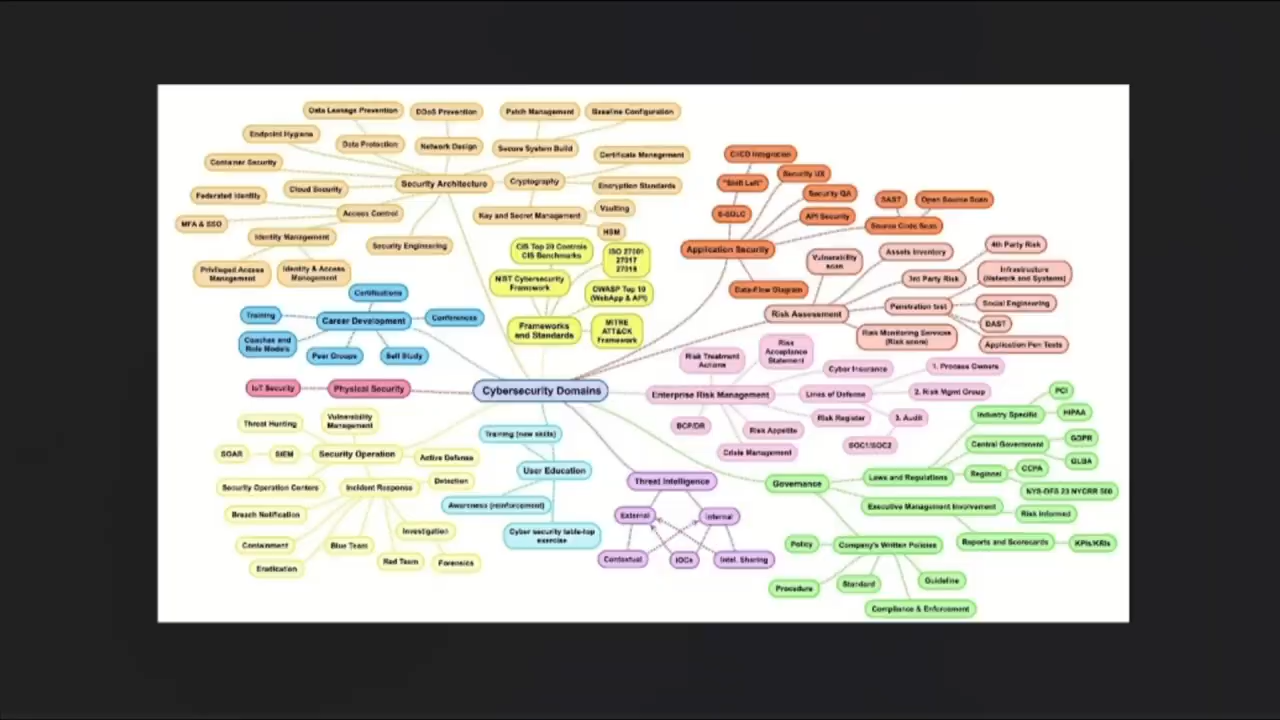 Data Leakage Prevention
DDoS Prevention
Patch Management
Baseline Configuration
Endpoint Hygiene
Data Protection
Network Design
Secure System Build
Container Security
Certificate Management
Federated Identity
Cloud Security
Security Architecture
Cryptography
Encryption Standards
MFA & SSO
Access Control
Key and Secret Management
Vaulting
HSM
Identity Management
Security Engineering
Privileged Access
Management
Identity & Access
Management
CIS Top 20 Controls
CIS Benchmarks
ISO 27001
27017
27018
NIST Cybersecurity
Framework
OWASP Top 10
(WebApp & API)
Frameworks
and Standards
MITRE
ATT&CK
Framework
Certifications
Training
Career Development
Conferences
Coaches and
Role Models
Peer Groups
Self Study
IoT Security
Physical Security
Cybersecurity Domains
CI/CD Integration
"Shift Left"
Security UX
Security QA
S-SDLC
API Security
SAST
Open Source Scan
Source Code Scan
Application Security
Data-Flow Diagram
Vulnerability
scan
Assets Inventory
4th Party Risk
3rd Party Risk
Infrastructure
(Network and Systems)
Risk Assessment
Penetration test
Social Engineering
DAST
Risk Monitoring Services
(Risk score)
Application Pen Tests
Risk Treatment
Actions
Risk
Acceptance
Statement
Cyber Insurance
1. Process Owners
Enterprise Risk Management
Lines of Defense
2. Risk Mgmt Group
BCP/DR
Risk Appetite
Risk Register
3. Audit
SOC1/SOC2
Crisis Management
Vulnerability
Management
Threat Hunting
SOAR
SIEM
Security Operation
Active Defense
Security Operation Centers
Incident Response
Detection
Breach Notification
Investigation
Containment
Blue Team
Eradication
Red Team
Forensics
Training (new skills)
User Education
Awareness (reinforcement)
Cyber security table-top
exercise
Threat Intelligence
External
Internal
Contextual
IOCs
Intel. Sharing
Governance
Laws and Regulations
Industry Specific
PCI
HIPAA
Central Government
GDPR
GLBA
Regional
CCPA
NYS-DFS 23 NYCRR 500
Executive Management Involvement
Risk Informed
Reports and Scorecards
KPIs/KRIs
Policy
Company's Written Policies
Procedure
Standard
Guideline
Compliance & Enforcement